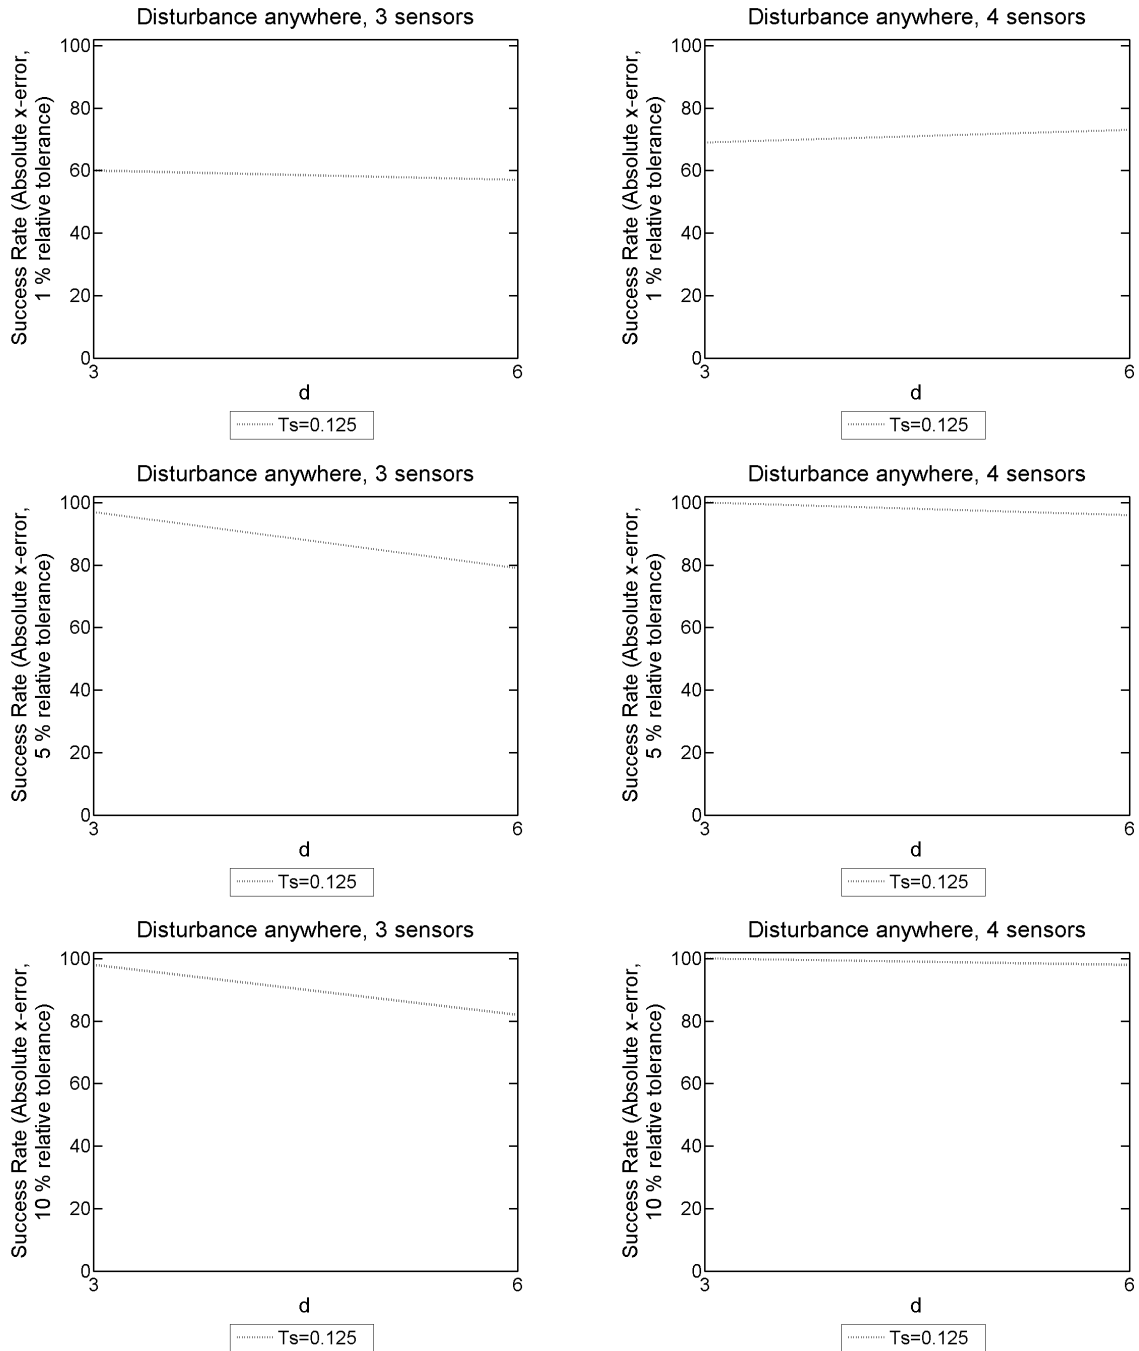 Disturbance anywhere, 3 sensors
Success Rate (Absolute x-error,
1 % relative tolerance)
100
80
60
40
20
0
3
6
d
Ts=0.125
Disturbance anywhere, 4 sensors
Success Rate (Absolute x-error,
1 % relative tolerance)
100
80
60
40
20
0
3
6
d
Ts=0.125
Disturbance anywhere, 3 sensors
Success Rate (Absolute x-error,
5 % relative tolerance)
100
80
60
40
20
0
3
6
d
Ts=0.125
Disturbance anywhere, 4 sensors
Success Rate (Absolute x-error,
5 % relative tolerance)
100
80
60
40
20
0
3
6
d
Ts=0.125
Disturbance anywhere, 3 sensors
Success Rate (Absolute x-error,
10 % relative tolerance)
100
80
60
40
20
0
3
6
d
Ts=0.125
Disturbance anywhere, 4 sensors
Success Rate (Absolute x-error,
10 % relative tolerance)
100
80
60
40
20
0
3
6
d
Ts=0.125